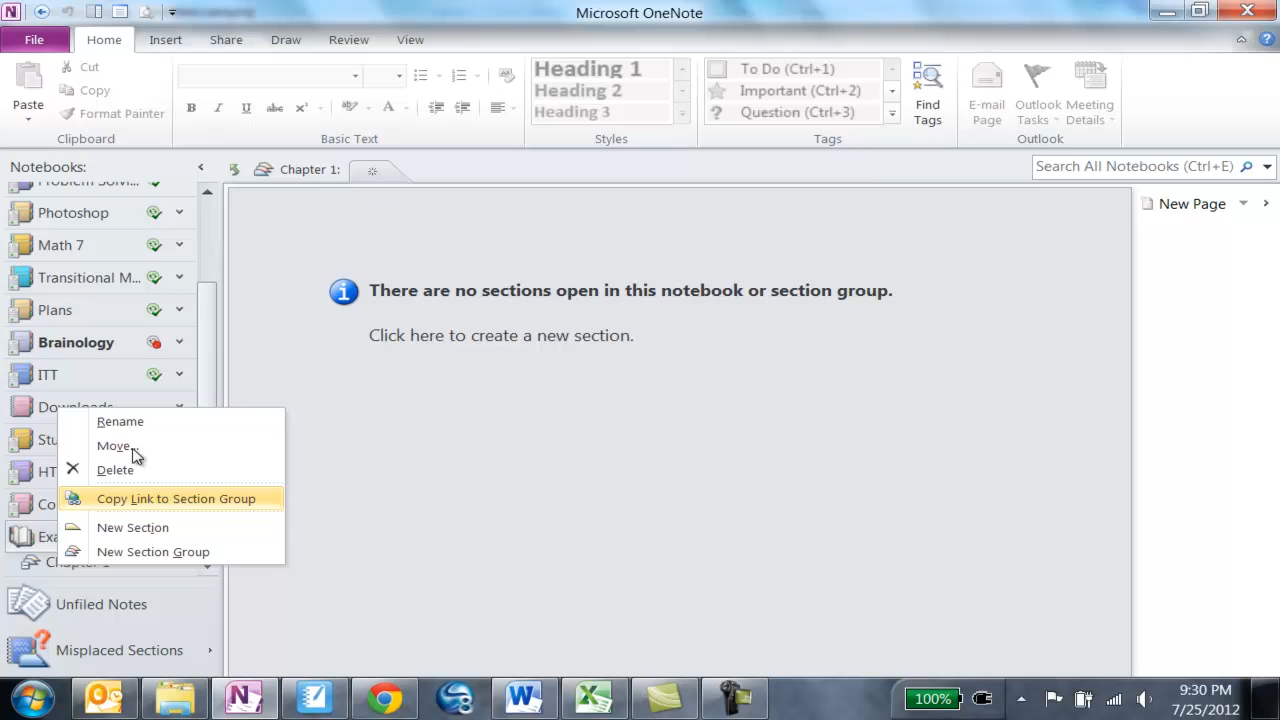 Microsoft OneNote
File Home Insert Share Draw Review View
Paste
Cut
Copy
Format Painter
Clipboard
B I U abc x A
Basic Text
Heading 1
Heading 2
Heading 3
Styles
To Do (Ctrl+1)
Important (Ctrl+2)
Question (Ctrl+3)
Tags
Find
Tags
E-mail
Page
Outlook
Tasks
Meeting
Details
Outlook
Notebooks:
Chapter 1:
Search All Notebooks (Ctrl+E)
Problem Solvi...
Photoshop
Math 7
Transitional M...
Plans
Brainology
ITT
Downloads
Rename
Move...
Delete
Copy Link to Section Group
New Section
New Section Group
Unfiled Notes
Misplaced Sections
There are no sections open in this notebook or section group.
Click here to create a new section.
New Page
100%
9:30 PM
7/25/2012